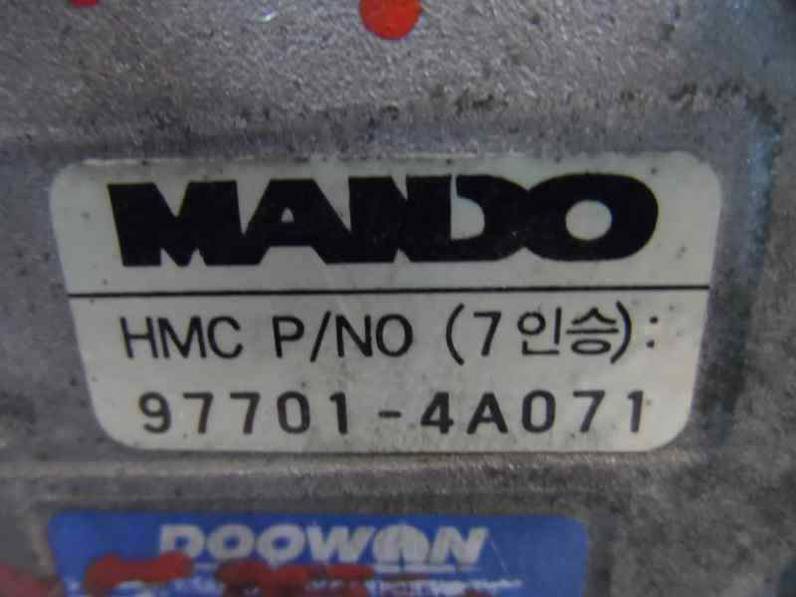 MANDO
HMC P/NO (7인승):
97701-4A071
DOOWON